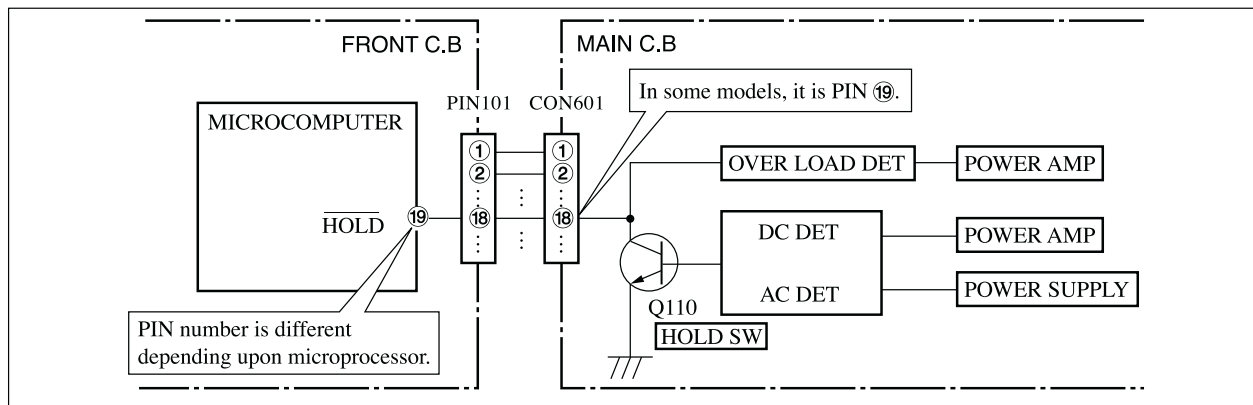 FRONT C.B
MAIN C.B
In some models, it is PIN ⑲.
PIN101
CON601
MICROCOMPUTER
①
①
②
②
OVER LOAD DET
POWER AMP
HOLD
⑲
⑱
⑱
DC DET
POWER AMP
AC DET
POWER SUPPLY
Q110
HOLD SW
PIN number is different
depending upon microprocessor.